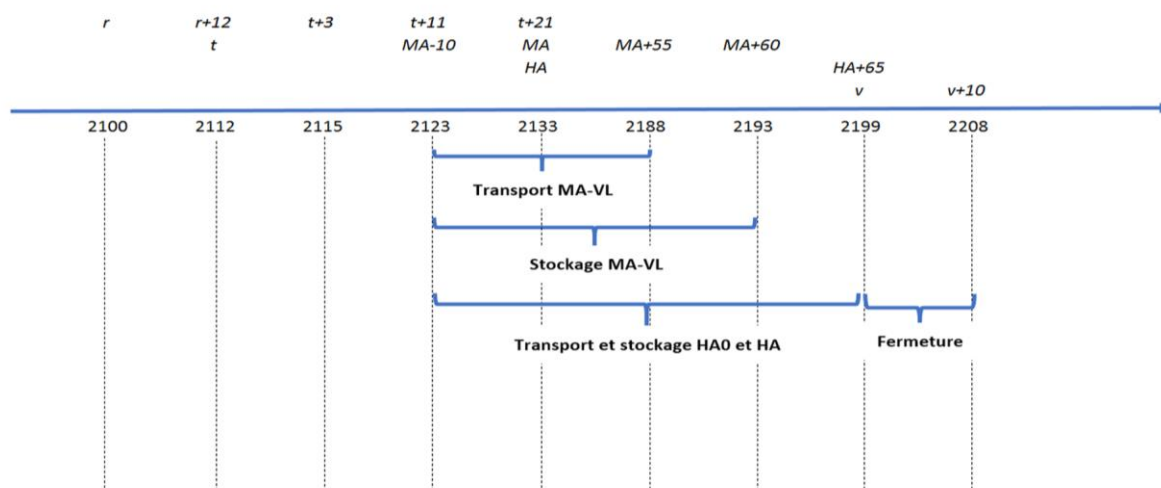 r r+12 t+3 t+11 t+21
t MA-10 MA MA+55 MA+60
HA HA+65
v v+10
2100 2112 2115 2123 2133 2188 2193 2199 2208
Transport MA-VL
Stockage MA-VL
Transport et stockage HA0 et HA Fermeture